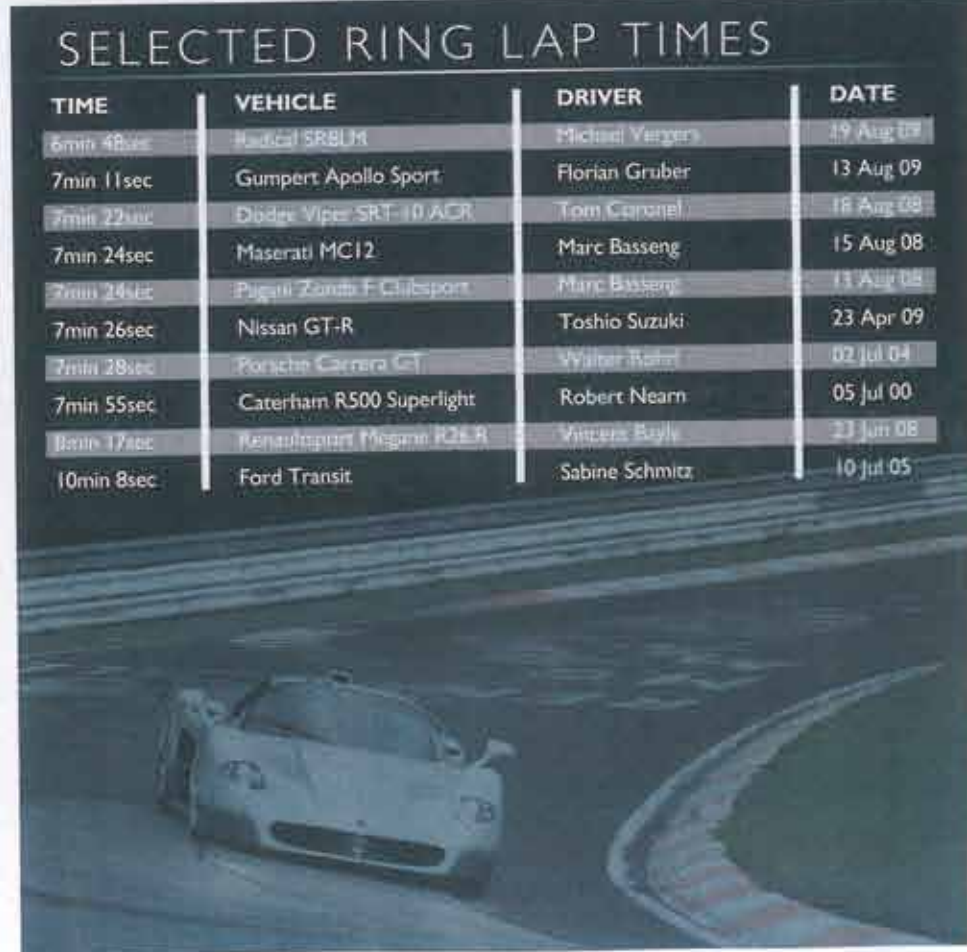 SELECTED RING LAP TIMES
TIME VEHICLE DRIVER DATE
6min 48sec Radical SR8LM Michael Vergers 19 Aug 09
7min 11sec Gumpert Apollo Sport Florian Gruber 13 Aug 09
7min 22sec Dodge Viper SRT-10 ACR Tom Coronel 18 Aug 08
7min 24sec Maserati MC12 Marc Basseng 15 Aug 08
7min 24sec Pagani Zonda F Clubsport Marc Basseng Aug 08
7min 26sec Nissan GT-R Toshio Suzuki 23 Apr 09
7min 28sec Porsche Carrera GT Walter Röhrl 02 Jul 04
7min 55sec Caterham R500 Superlight Robert Nearn 05 Jul 00
8min 17sec Renaultsport Megane R26.R Vincent Bayle 23 Jun 08
10min 8sec Ford Transit Sabine Schmitz 10 Jul 05